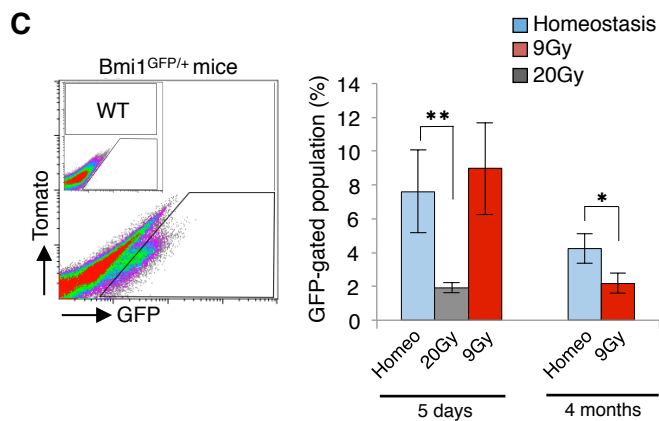 C
Bmi1GFP/+ mice
WT
Tomato
GFP
Homeostasis
9Gy
20Gy
GFP-gated population (%)
14
12
10
8
6
4
2
0
**
*
Homeo
20Gy
9Gy
Homeo
9Gy
5 days
4 months